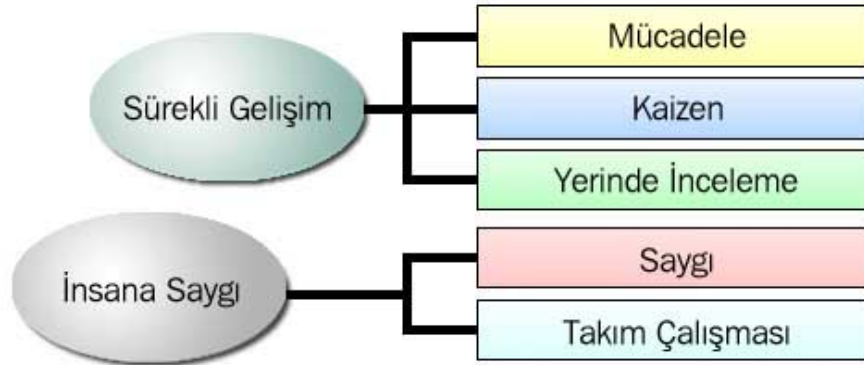 Sürekli Gelişim
Mücadele
Kaizen
Yerinde İnceleme
İnsana Saygı
Saygı
Takım Çalışması